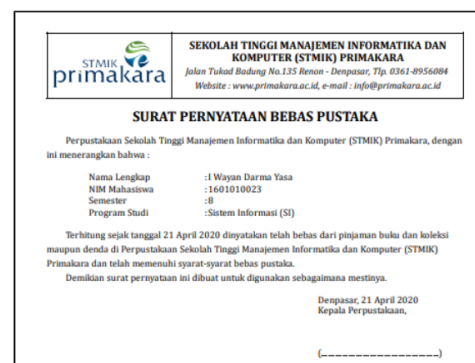 STMIK
primakara
SEKOLAH TINGGI MANAJEMEN INFORMATIKA DAN
KOMPUTER (STMIK) PRIMAKARA
Jalan Tukad Badung No.135 Renon - Denpasar, Tlp. 0361-8956084
Website : www.primakara.ac.id, e-mail : info@primakara.ac.id
SURAT PERNYATAAN BEBAS PUSTAKA
Perpustakaan Sekolah Tinggi Manajemen Informatika dan Komputer (STMIK) Primakara, dengan
ini menerangkan bahwa :
Nama Lengkap :I Wayan Darma Yasa
NIM Mahasiswa :1601010023
Semester :8
Program Studi :Sistem Informasi (SI)
Terhitung sejak tanggal 21 April 2020 dinyatakan telah bebas dari pinjaman buku dan koleksi
maupun denda di Perpustakaan Sekolah Tinggi Manajemen Informatika dan Komputer (STMIK)
Primakara dan telah memenuhi syarat-syarat bebas pustaka.
Demikian surat pernyataan ini dibuat untuk digunakan sebagaimana mestinya.
Denpasar, 21 April 2020
Kepala Perpustakaan,
(__________________)